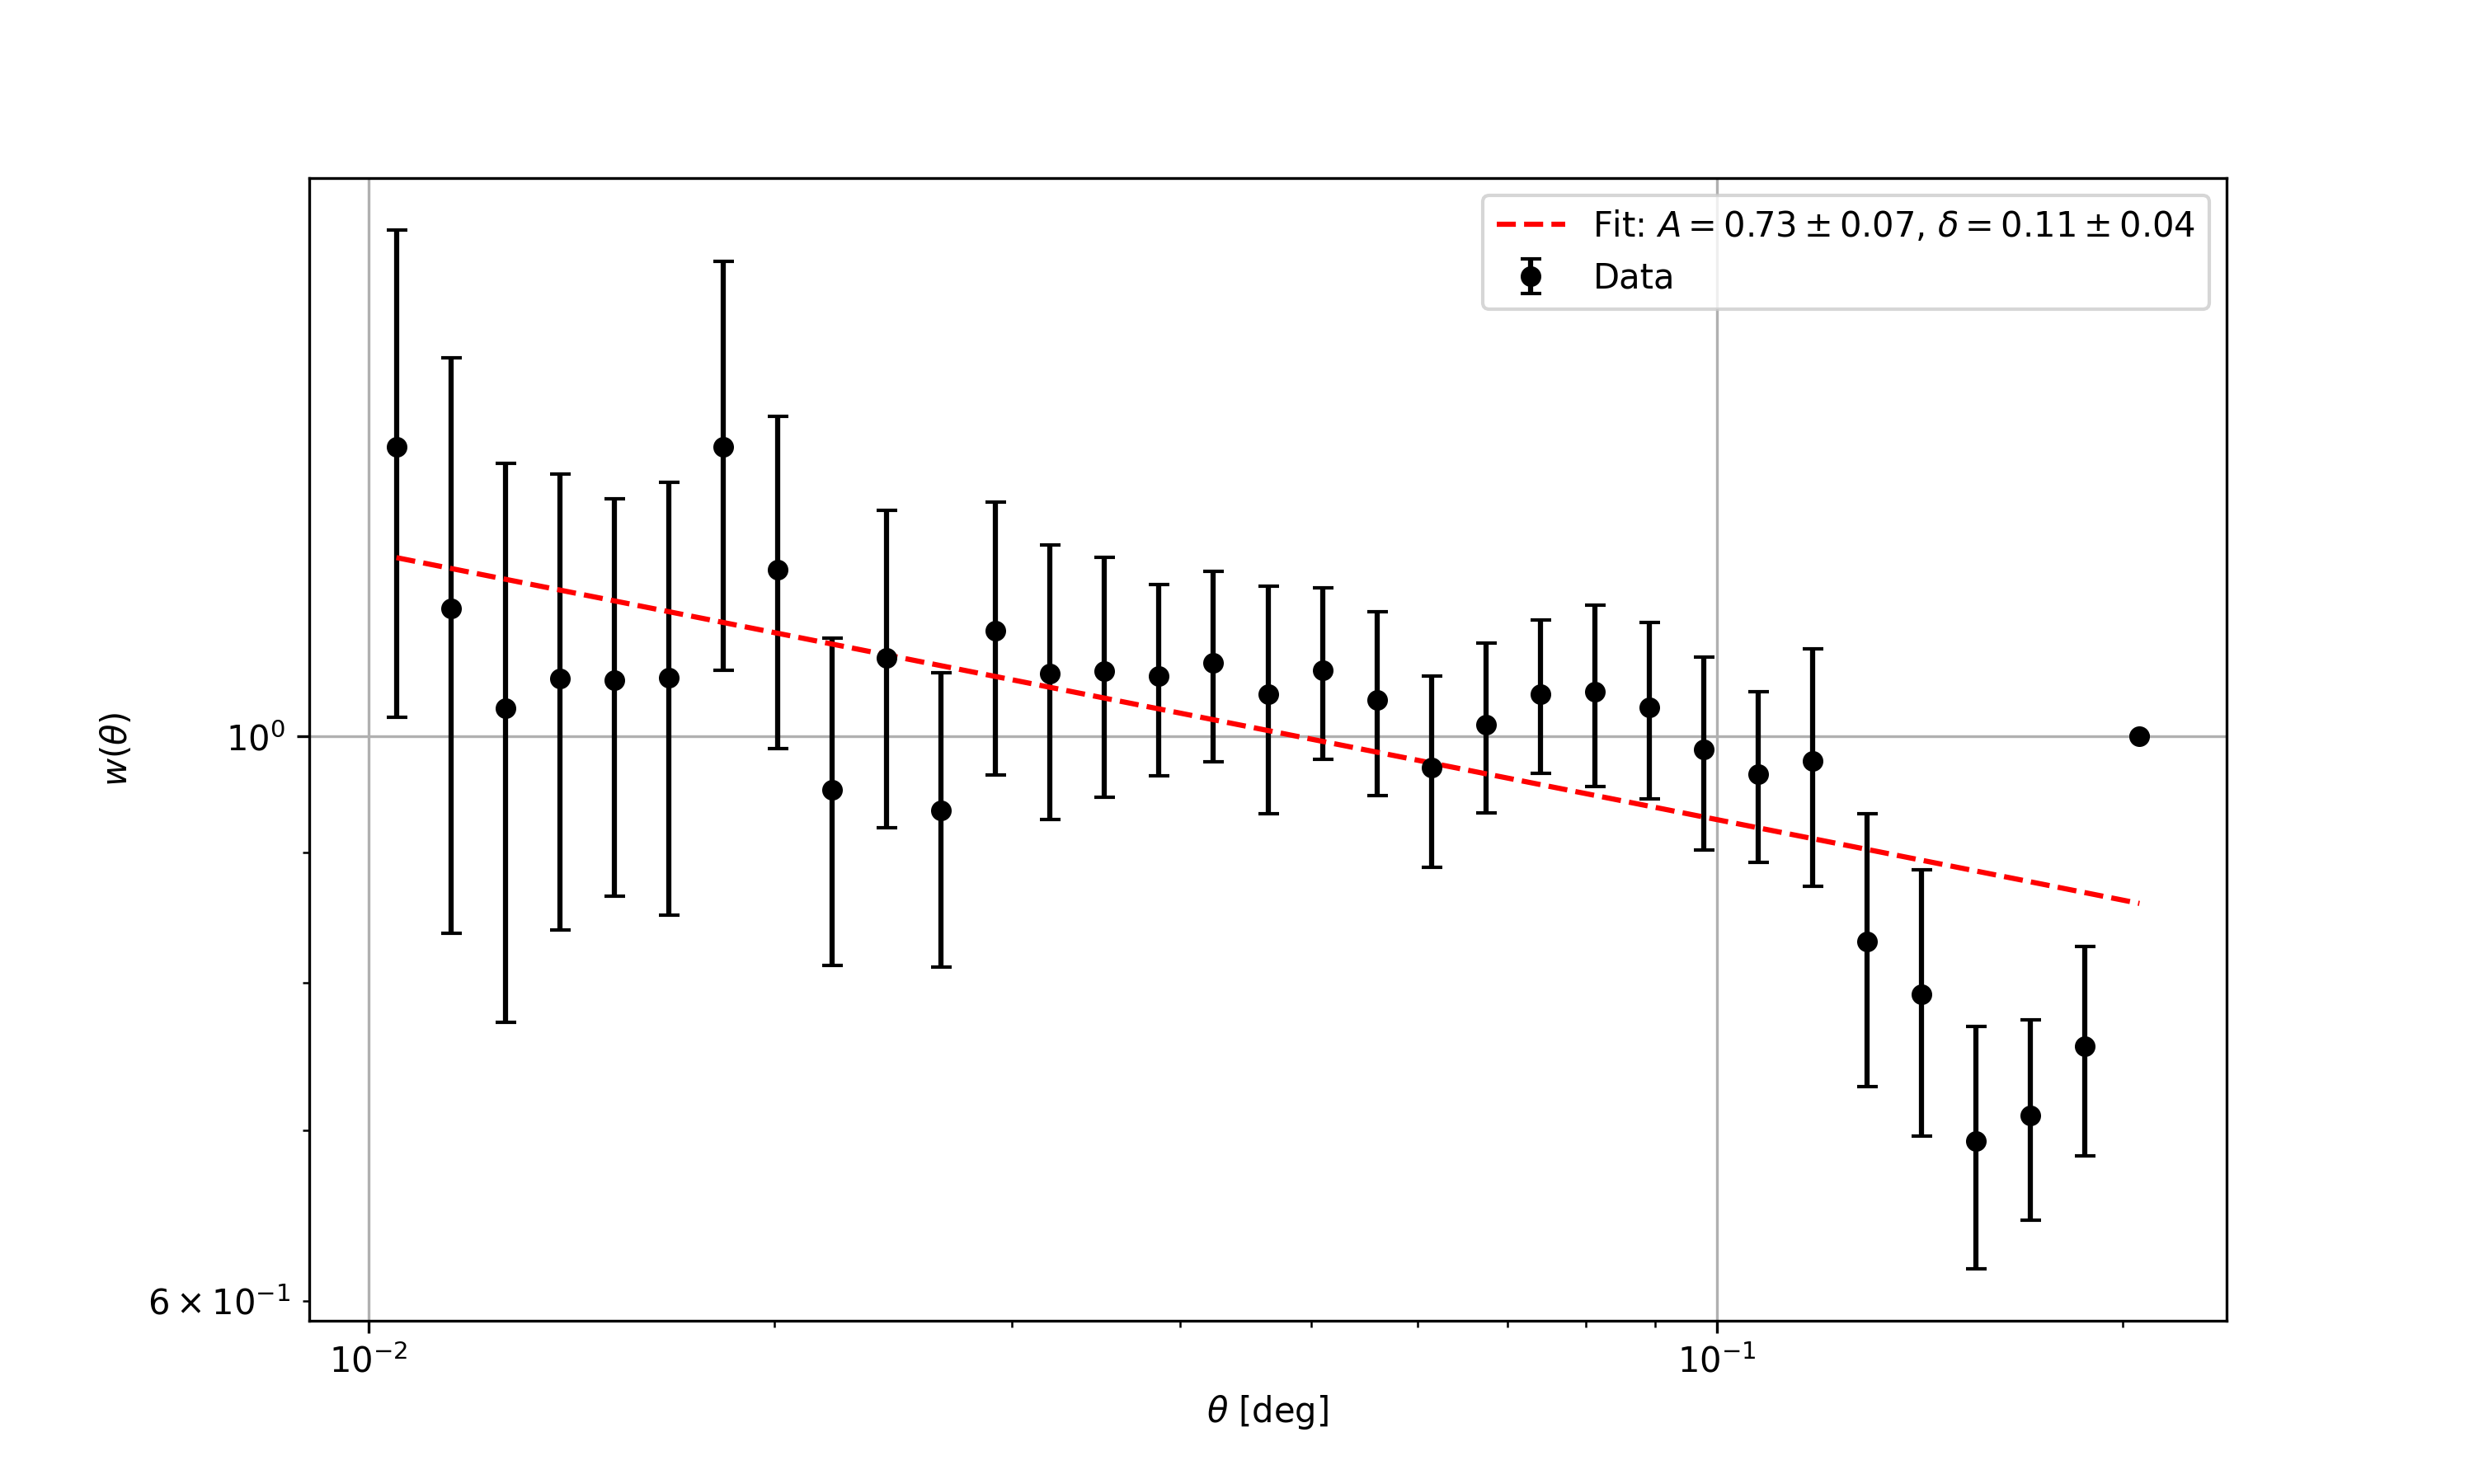 Fit: A = 0.73 ± 0.07, δ = 0.11 ± 0.04
Data
w(θ)
10⁰
6 × 10⁻¹
10⁻²
10⁻¹
θ [deg]